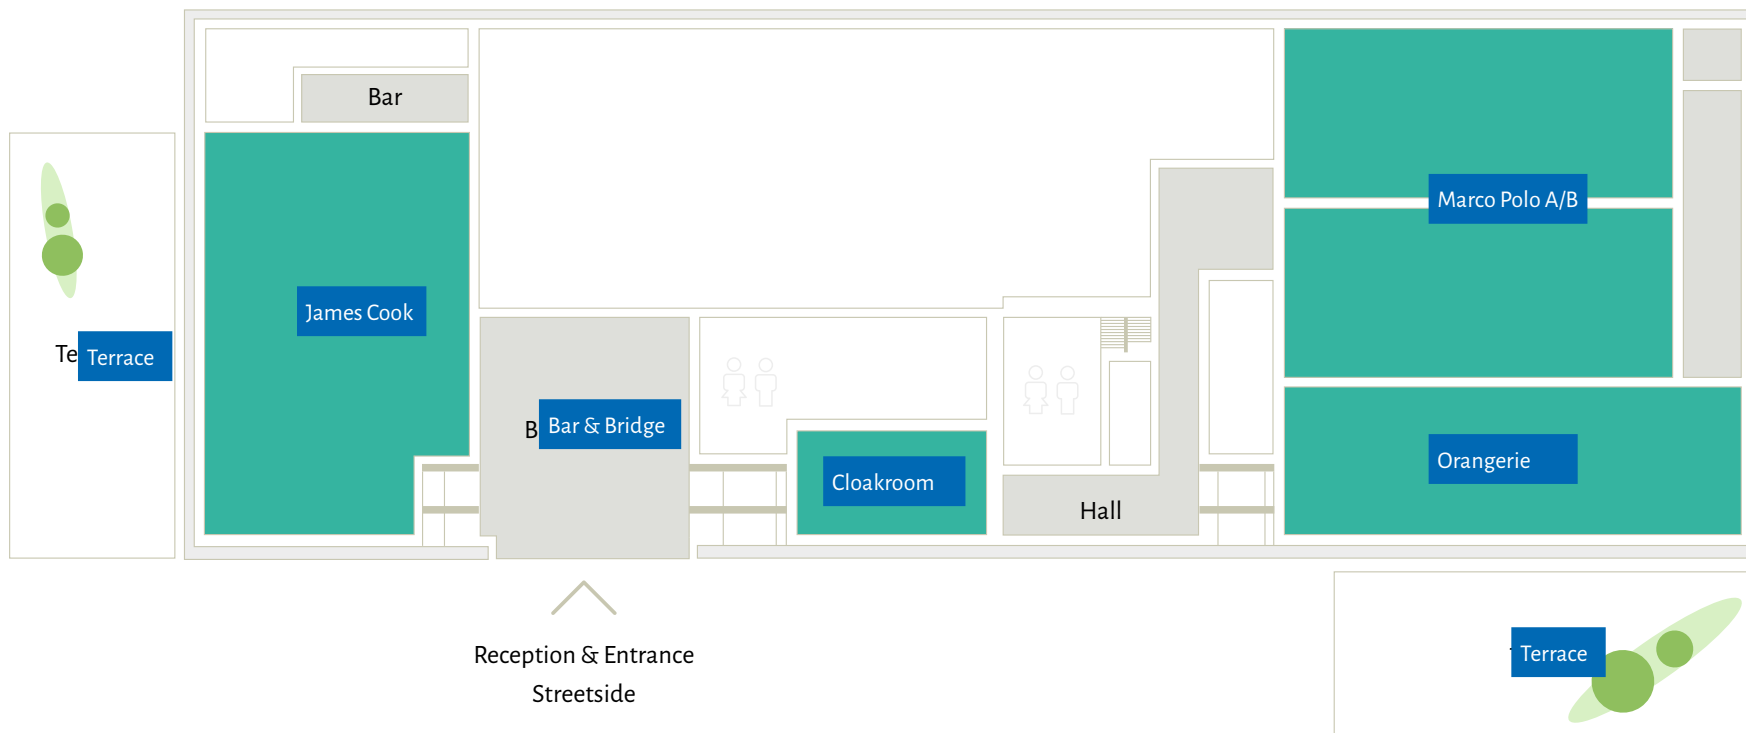 Bar
Marco Polo A/B
James Cook
Te
Terrace
B
Bar & Bridge
Orangerie
Cloakroom
Hall
Reception & Entrance
Streetside
Terrace